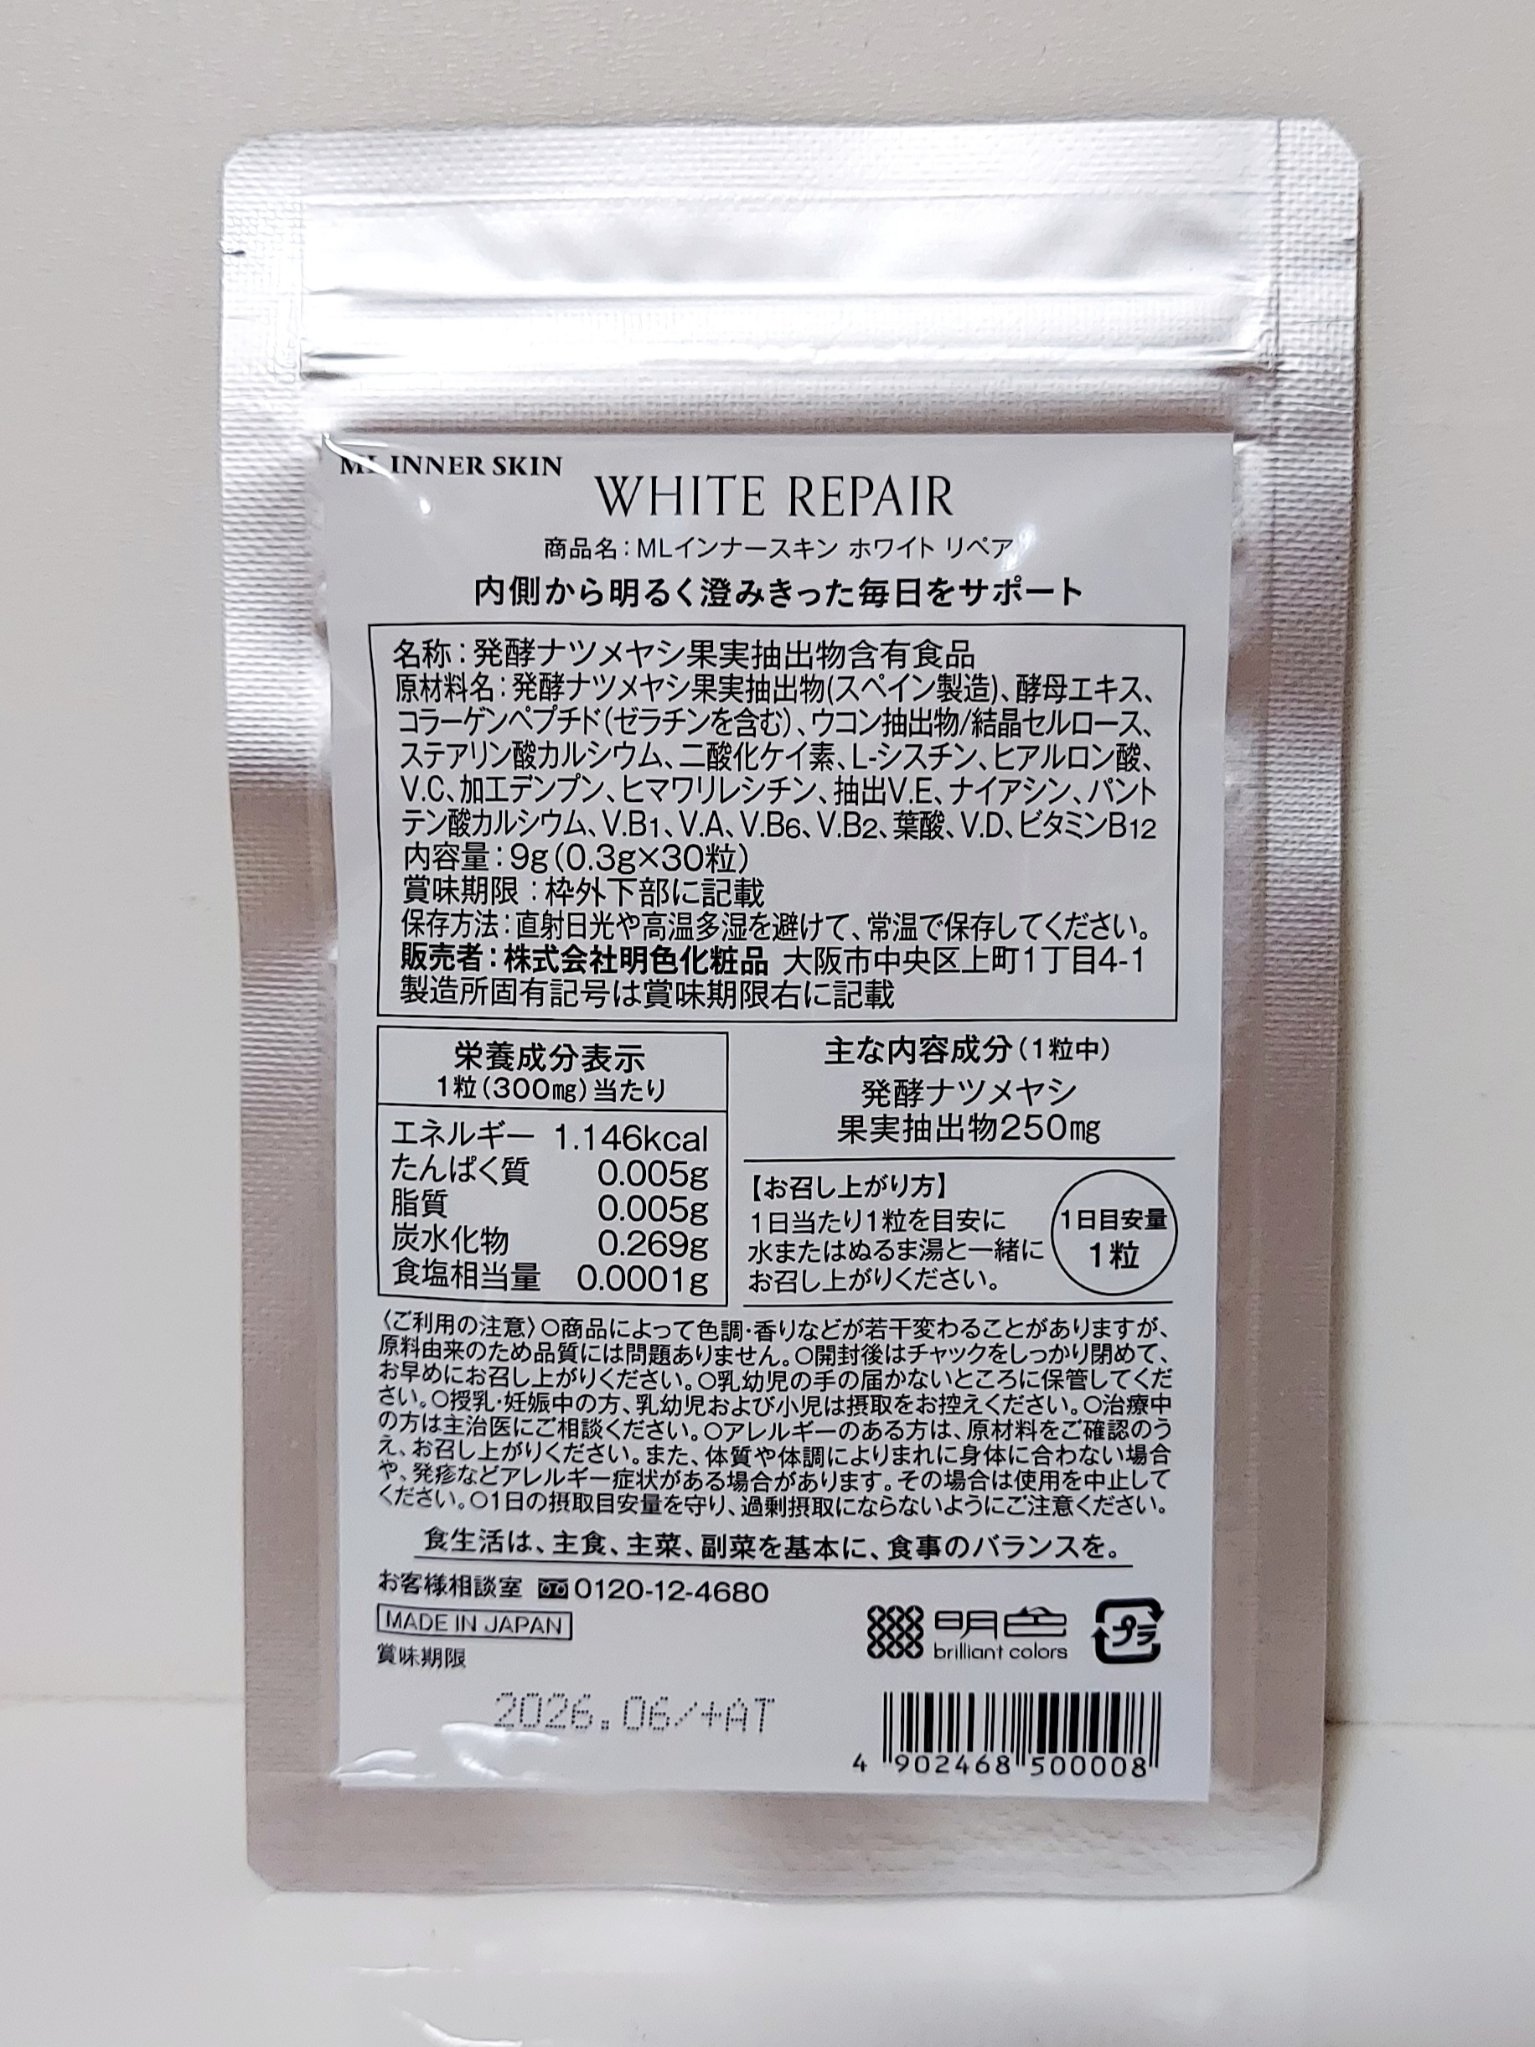 ML INNER SKIN
WHITE REPAIR
商品名：MLインナースキン ホワイト リペア
内側から明るく澄みきった毎日をサポート
名称：発酵ナツメヤシ果実抽出物含有食品
原材料名：発酵ナツメヤシ果実抽出物(スペイン製造)、酵母エキス、
コラーゲンペプチド(ゼラチンを含む)、ウコン抽出物/結晶セルロース、
ステアリン酸カルシウム、二酸化ケイ素、L-シスチン、ヒアルロン酸、
V.C、加工デンプン、ヒマワリレシチン、抽出V.E、ナイアシン、パント
テン酸カルシウム、V.B1、V.A、V.B6、V.B2、葉酸、V.D、ビタミンB12
内容量：9g(0.3g×30粒)
賞味期限：枠外下部に記載
保存方法：直射日光や高温多湿を避けて、常温で保存してください。
販売者：株式会社明色化粧品 大阪市中央区上町1丁目4-1
製造所固有記号は賞味期限右に記載
栄養成分表示
1粒(300㎎)当たり
エネルギー 1.146kcal
たんぱく質 0.005g
脂質 0.005g
炭水化物 0.269g
食塩相当量 0.0001g
主な内容成分(1粒中)
発酵ナツメヤシ
果実抽出物250㎎
【お召し上がり方】
1日当たり1粒を目安に
水またはぬるま湯と一緒に
お召し上がりください。
1日目安量
1粒
〈ご利用の注意〉○商品によって色調・香りなどが若干変わることがありますが、
原料由来のため品質には問題ありません。○開封後はチャックをしっかり閉めて、
お早めにお召し上がりください。○乳幼児の手の届かないところに保管してくだ
さい。○授乳・妊娠中の方、乳幼児および小児は摂取をお控えください。○治療中
の方は主治医にご相談ください。○アレルギーのある方は、原材料をご確認のう
え、お召し上がりください。また、体質や体調によりまれに身体に合わない場合
や、発疹などアレルギー症状がある場合があります。その場合は使用を中止して
ください。○1日の摂取目安量を守り、過剰摂取にならないようにご注意ください。
食生活は、主食、主菜、副菜を基本に、食事のバランスを。
お客様相談室 0120-12-4680
MADE IN JAPAN
賞味期限
2026.06/+AT
明色
brilliant colors
プラ
4 902468 500008